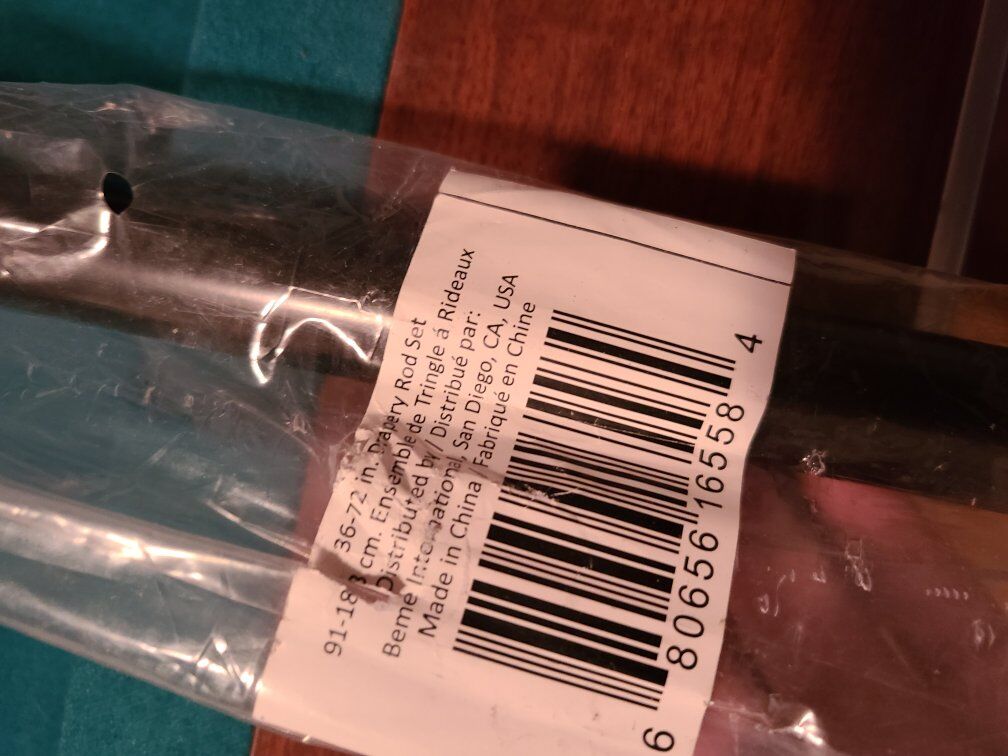 36-72 in. Drapery Rod Set
91-183 cm. Ensemble de Tringle á Rideaux
Distributed by / Distribué par:
Beme International, San Diego, CA, USA
Made in China / Fabriqué en Chine
6 80656 16558 4